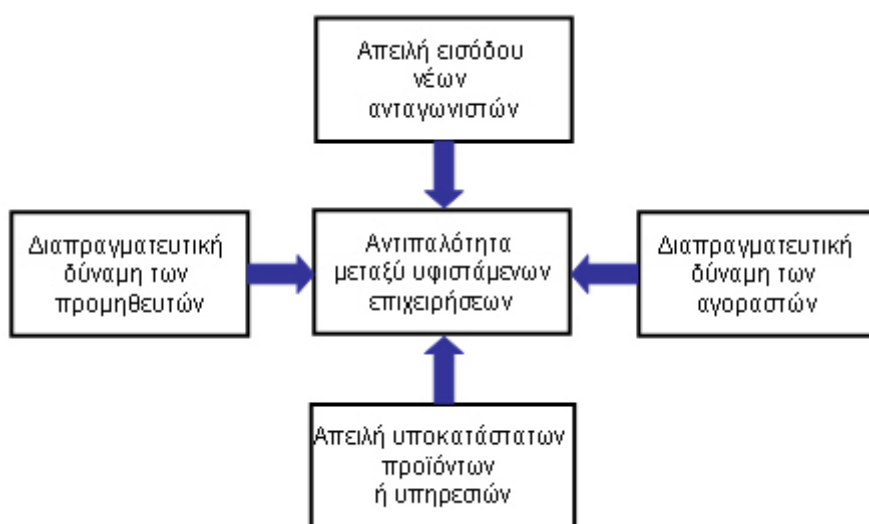 Απειλή εισόδου
νέων
ανταγωνιστών
Διαπραγματευτική
δύναμη των
προμηθευτών
Αντιπαλότητα
μεταξύ υφιστάμενων
επιχειρήσεων
Διαπραγματευτική
δύναμη των
αγοραστών
Απειλή υποκατάστατων
προϊόντων
ή υπηρεσιών